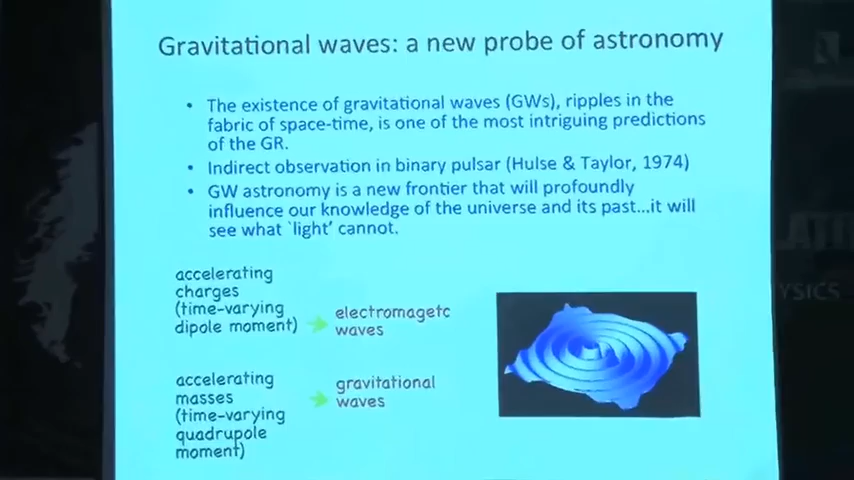 Gravitational waves: a new probe of astronomy
• The existence of gravitational waves (GWs), ripples in the
fabric of space-time, is one of the most intriguing predictions
of the GR.
• Indirect observation in binary pulsar (Hulse & Taylor, 1974)
• GW astronomy is a new frontier that will profoundly
influence our knowledge of the universe and its past...it will
see what `light' cannot.
accelerating
charges
(time-varying
dipole moment)
electromagetc
waves
accelerating
masses
(time-varying
quadrupole
moment)
gravitational
waves